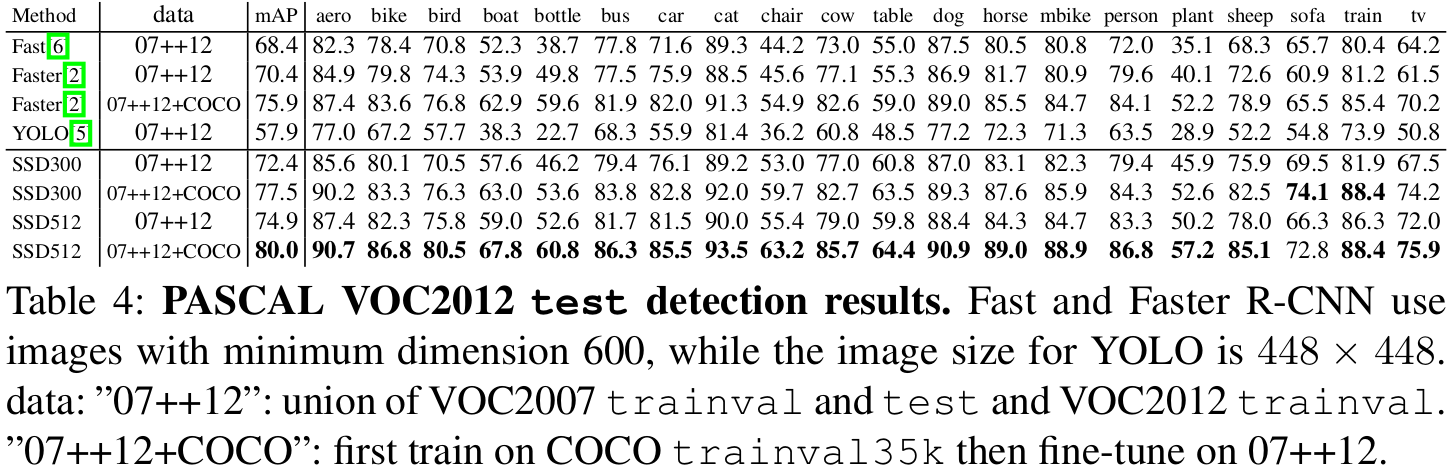 Method data mAP aero bike bird boat bottle bus car cat chair cow table dog horse mbike person plant sheep sofa train tv
Fast 6 07++12 68.4 82.3 78.4 70.8 52.3 38.7 77.8 71.6 89.3 44.2 73.0 55.0 87.5 80.5 80.8 72.0 35.1 68.3 65.7 80.4 64.2
Faster 2 07++12 70.4 84.9 79.8 74.3 53.9 49.8 77.5 75.9 88.5 45.6 77.1 55.3 86.9 81.7 80.9 79.6 40.1 72.6 60.9 81.2 61.5
Faster 2 07++12+COCO 75.9 87.4 83.6 76.8 62.9 59.6 81.9 82.0 91.3 54.9 82.6 59.0 89.0 85.5 84.7 84.1 52.2 78.9 65.5 85.4 70.2
YOLO 5 07++12 57.9 77.0 67.2 57.7 38.3 22.7 68.3 55.9 81.4 36.2 60.8 48.5 77.2 72.3 71.3 63.5 28.9 52.2 54.8 73.9 50.8
SSD300 07++12 72.4 85.6 80.1 70.5 57.6 46.2 79.4 76.1 89.2 53.0 77.0 60.8 87.0 83.1 82.3 79.4 45.9 75.9 69.5 81.9 67.5
SSD300 07++12+COCO 77.5 90.2 83.3 76.3 63.0 53.6 83.8 82.8 92.0 59.7 82.7 63.5 89.3 87.6 85.9 84.3 52.6 82.5 74.1 88.4 74.2
SSD512 07++12 74.9 87.4 82.3 75.8 59.0 52.6 81.7 81.5 90.0 55.4 79.0 59.8 88.4 84.3 84.7 83.3 50.2 78.0 66.3 86.3 72.0
SSD512 07++12+COCO 80.0 90.7 86.8 80.5 67.8 60.8 86.3 85.5 93.5 63.2 85.7 64.4 90.9 89.0 88.9 86.8 57.2 85.1 72.8 88.4 75.9
Table 4: PASCAL VOC2012 test detection results. Fast and Faster R-CNN use
images with minimum dimension 600, while the image size for YOLO is 448 × 448.
data: ”07++12”: union of VOC2007 trainval and test and VOC2012 trainval.
”07++12+COCO”: first train on COCO trainval35k then fine-tune on 07++12.